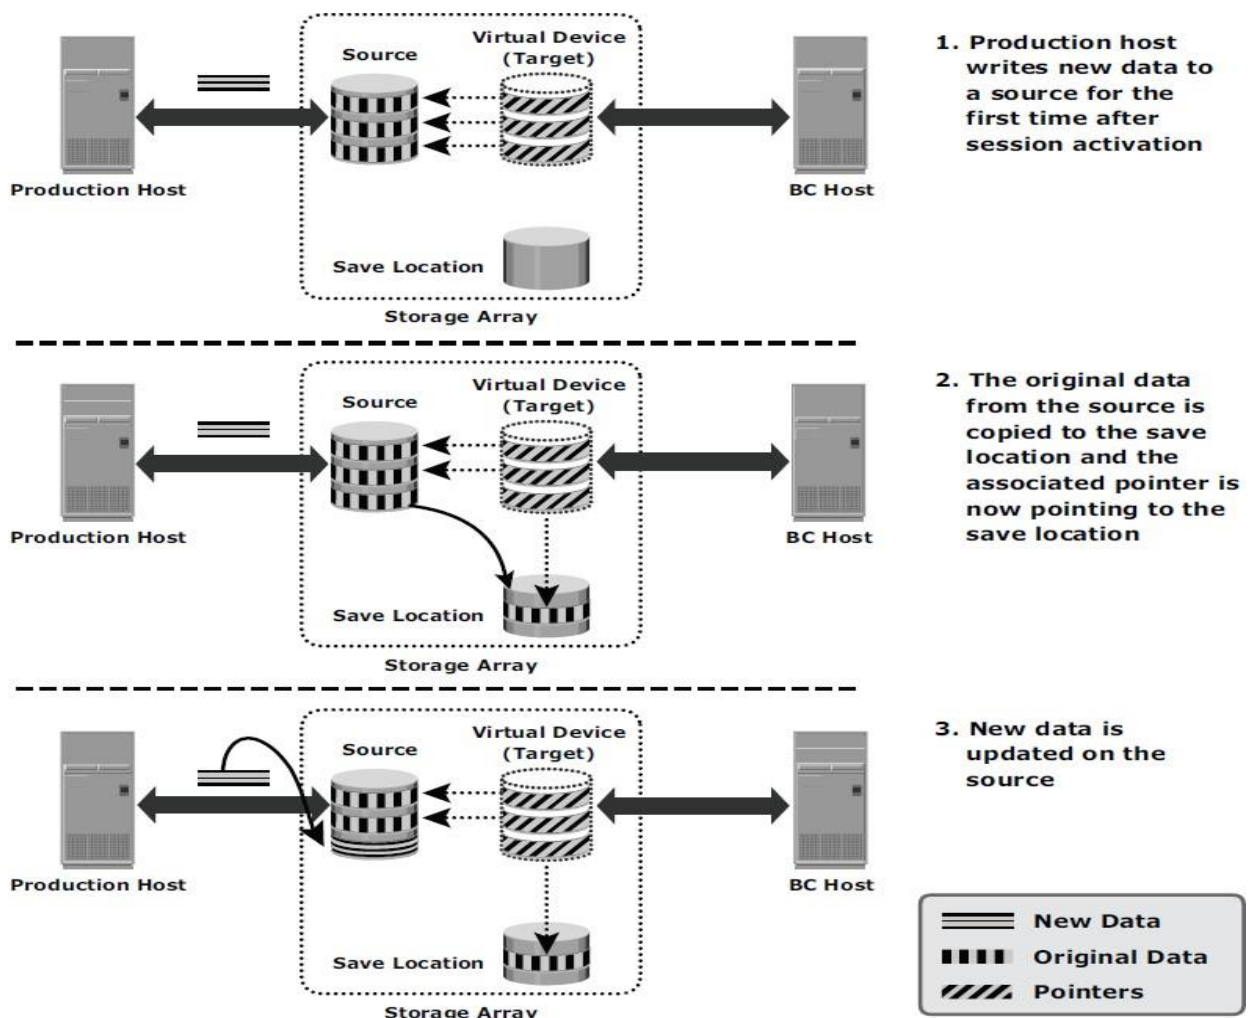 Source
Virtual Device
(Target)
Production Host
BC Host
Save Location
Storage Array
1. Production host
writes new data to
a source for the
first time after
session activation
Source
Virtual Device
(Target)
Production Host
BC Host
Save Location
Storage Array
2. The original data
from the source is
copied to the save
location and the
associated pointer is
now pointing to the
save location
Source
Virtual Device
(Target)
Production Host
BC Host
Save Location
Storage Array
3. New data is
updated on the
source
New Data
Original Data
Pointers